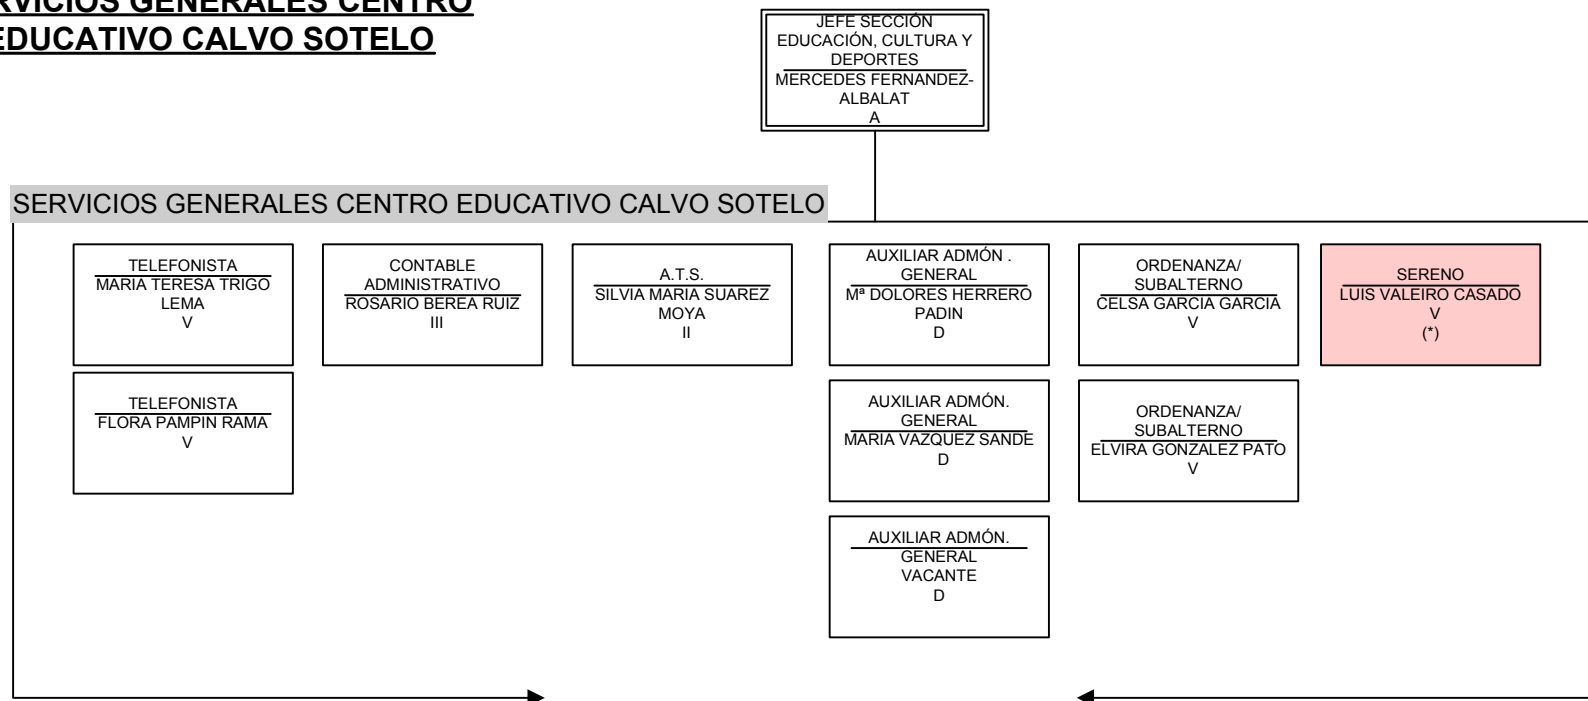 RVICIOS GENERALES CENTRO
EDUCATIVO CALVO SOTELO
JEFE SECCIÓN
EDUCACIÓN, CULTURA Y
DEPORTES
MERCEDES FERNANDEZ-
ALBALAT
A
SERVICIOS GENERALES CENTRO EDUCATIVO CALVO SOTELO
TELEFONISTA
MARIA TERESA TRIGO
LEMA
V
CONTABLE
ADMINISTRATIVO
ROSARIO BEREA RUIZ
III
A.T.S.
SILVIA MARIA SUAREZ
MOYA
II
AUXILIAR ADMÓN .
GENERAL
Mª DOLORES HERRERO
PADIN
D
ORDENANZA/
SUBALTERNO
CELSA GARCIA GARCIA
V
SERENO
LUIS VALEIRO CASADO
V
(*)
TELEFONISTA
FLORA PAMPIN RAMA
V
AUXILIAR ADMÓN.
GENERAL
MARIA VAZQUEZ SANDE
D
ORDENANZA/
SUBALTERNO
ELVIRA GONZALEZ PATO
V
AUXILIAR ADMÓN.
GENERAL
VACANTE
D